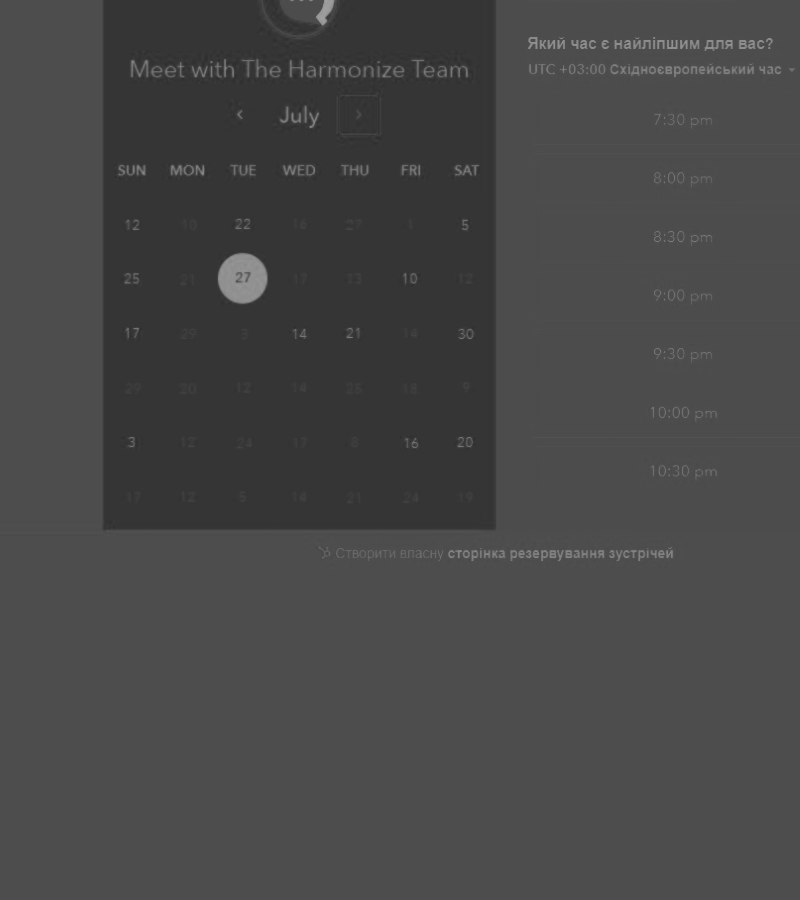 Meet with The Harmonize Team
July
SUN MON TUE WED THU FRI SAT
12 18 22 16 27 1 5
25 21 27 17 13 10 12
17 29 3 14 21 14 30
29 20 12 14 28 18 9
3 12 24 17 8 16 20
17 12 5 14 21 24 19
Який час є найліпшим для вас?
UTC +03:00 Східноєвропейський час
7:30 pm
8:00 pm
8:30 pm
9:00 pm
9:30 pm
10:00 pm
10:30 pm
Створити власну сторінка резервування зустрічей